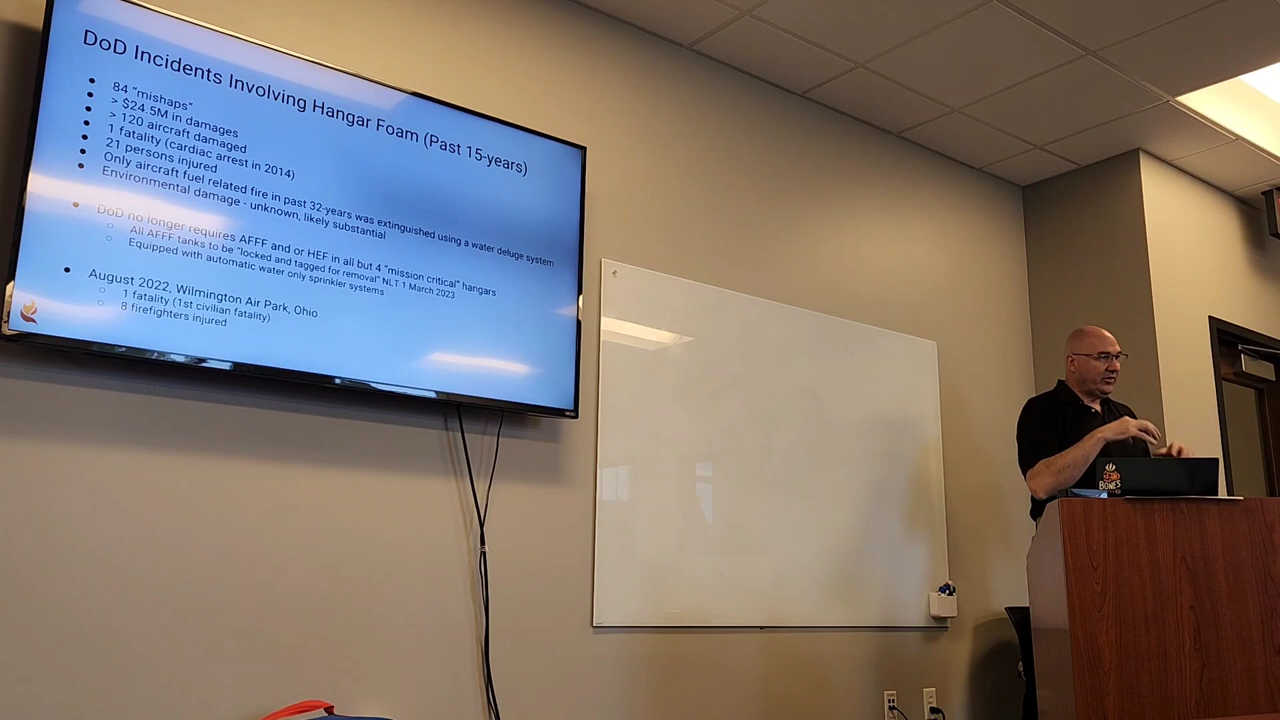 DoD Incidents Involving Hangar Foam (Past 15-years)
84 "mishaps"
> $24.5M in damages
> 120 aircraft damaged
1 fatality (cardiac arrest in 2014)
21 persons injured
Only aircraft fuel related fire in past 32-years was extinguished using a water deluge system
Environmental damage - unknown, likely substantial
DoD no longer requires AFFF and or HEF in all but 4 "mission critical" hangars
All AFFF tanks to be "locked and tagged for removal" NLT 1 March 2023
Equipped with automatic water only sprinkler systems
August 2022, Wilmington Air Park, Ohio
1 fatality (1st civilian fatality)
8 firefighters injured
VIZIO
BONES